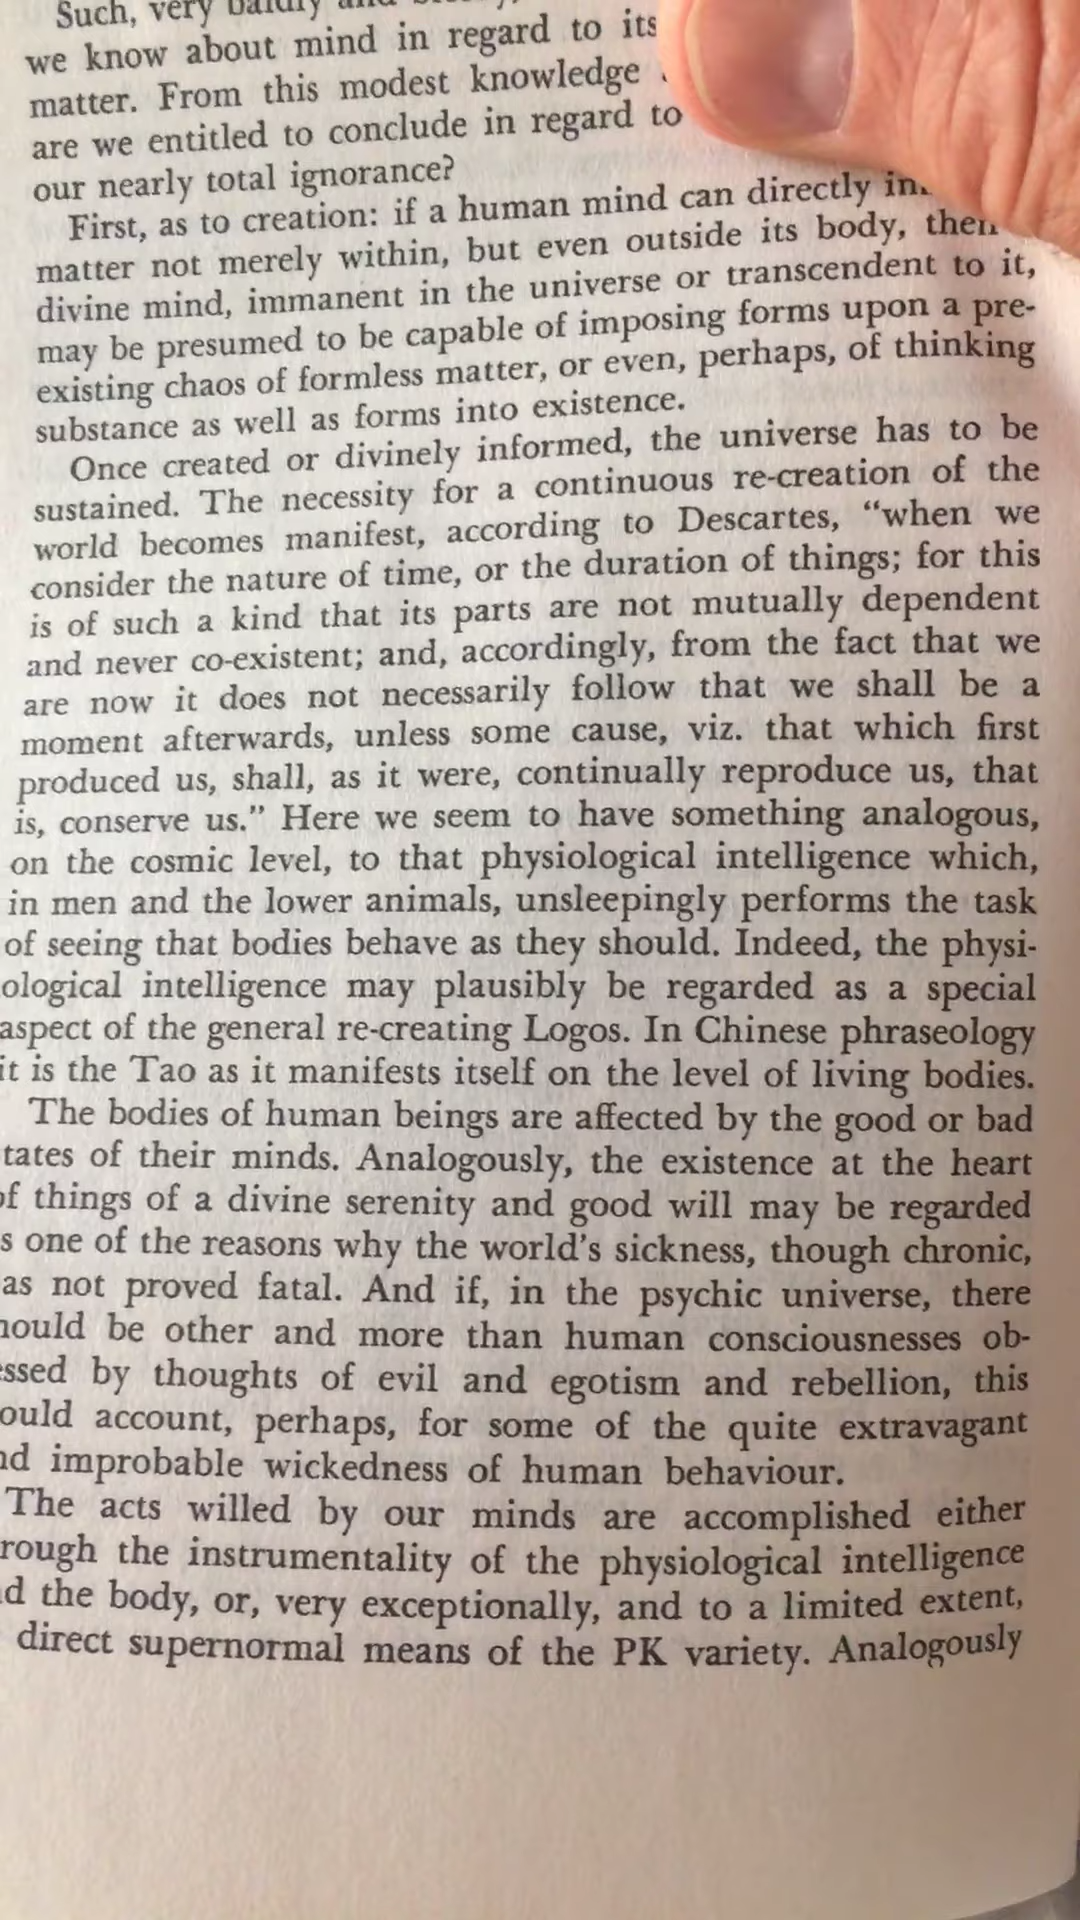 Such, very baldly and
we know about mind in regard to its
matter. From this modest knowledge
are we entitled to conclude in regard to
our nearly total ignorance?
First, as to creation: if a human mind can directly in
matter not merely within, but even outside its body, then
divine mind, immanent in the universe or transcendent to it,
may be presumed to be capable of imposing forms upon a pre-
existing chaos of formless matter, or even, perhaps, of thinking
substance as well as forms into existence.
Once created or divinely informed, the universe has to be
sustained. The necessity for a continuous re-creation of the
world becomes manifest, according to Descartes, “when we
consider the nature of time, or the duration of things; for this
is of such a kind that its parts are not mutually dependent
and never co-existent; and, accordingly, from the fact that we
are now it does not necessarily follow that we shall be a
moment afterwards, unless some cause, viz. that which first
produced us, shall, as it were, continually reproduce us, that
is, conserve us.” Here we seem to have something analogous,
on the cosmic level, to that physiological intelligence which,
in men and the lower animals, unsleepingly performs the task
of seeing that bodies behave as they should. Indeed, the physi-
ological intelligence may plausibly be regarded as a special
aspect of the general re-creating Logos. In Chinese phraseology
it is the Tao as it manifests itself on the level of living bodies.
The bodies of human beings are affected by the good or bad
tates of their minds. Analogously, the existence at the heart
of things of a divine serenity and good will may be regarded
s one of the reasons why the world’s sickness, though chronic,
as not proved fatal. And if, in the psychic universe, there
hould be other and more than human consciousnesses ob-
essed by thoughts of evil and egotism and rebellion, this
ould account, perhaps, for some of the quite extravagant
nd improbable wickedness of human behaviour.
The acts willed by our minds are accomplished either
rough the instrumentality of the physiological intelligence
d the body, or, very exceptionally, and to a limited extent,
direct supernormal means of the PK variety. Analogously